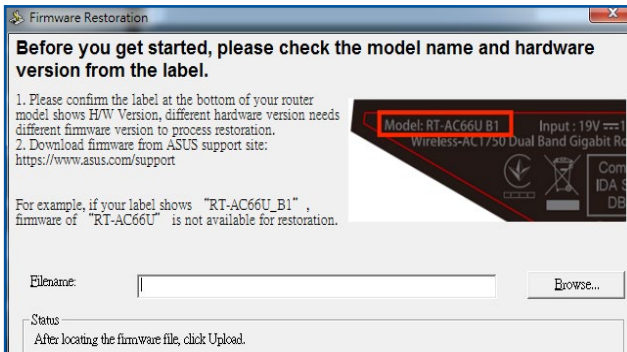 Firmware Restoration
Before you get started, please check the model name and hardware
version from the label.
1. Please confirm the label at the bottom of your router
model shows H/W Version, different hardware version needs
different firmware version to process restoration.
2. Download firmware from ASUS support site:
https://www.asus.com/support
For example, if your label shows “RT-AC66U_B1” ,
firmware of “RT-AC66U” is not available for restoration.
Model: RT-AC66U B1 Input : 19V
Wireless-AC1750 Dual Band Gigabit Ro
Com
IDA S
DB
Filename:
Browse...
Status
After locating the firmware file, click Upload.